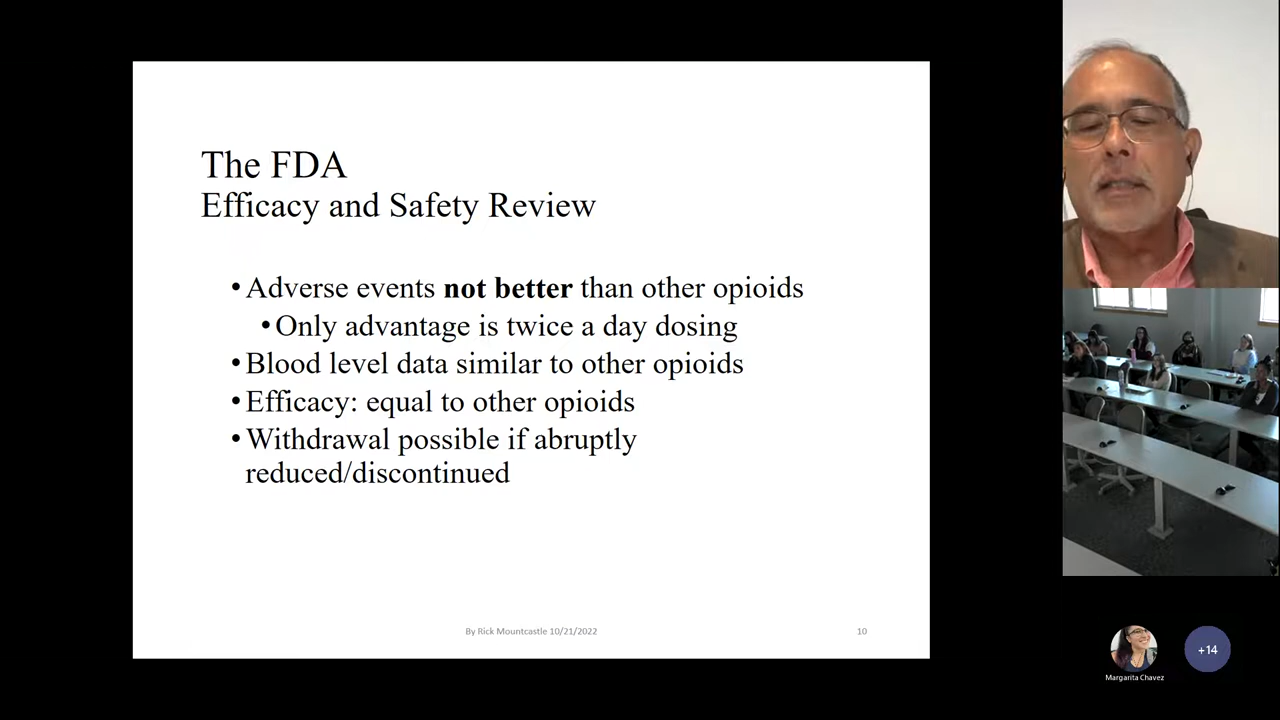 The FDA
Efficacy and Safety Review
• Adverse events not better than other opioids
• Only advantage is twice a day dosing
• Blood level data similar to other opioids
• Efficacy: equal to other opioids
• Withdrawal possible if abruptly
reduced/discontinued
By Rick Mountcastle 10/21/2022
10
Margarita Chavez
+14